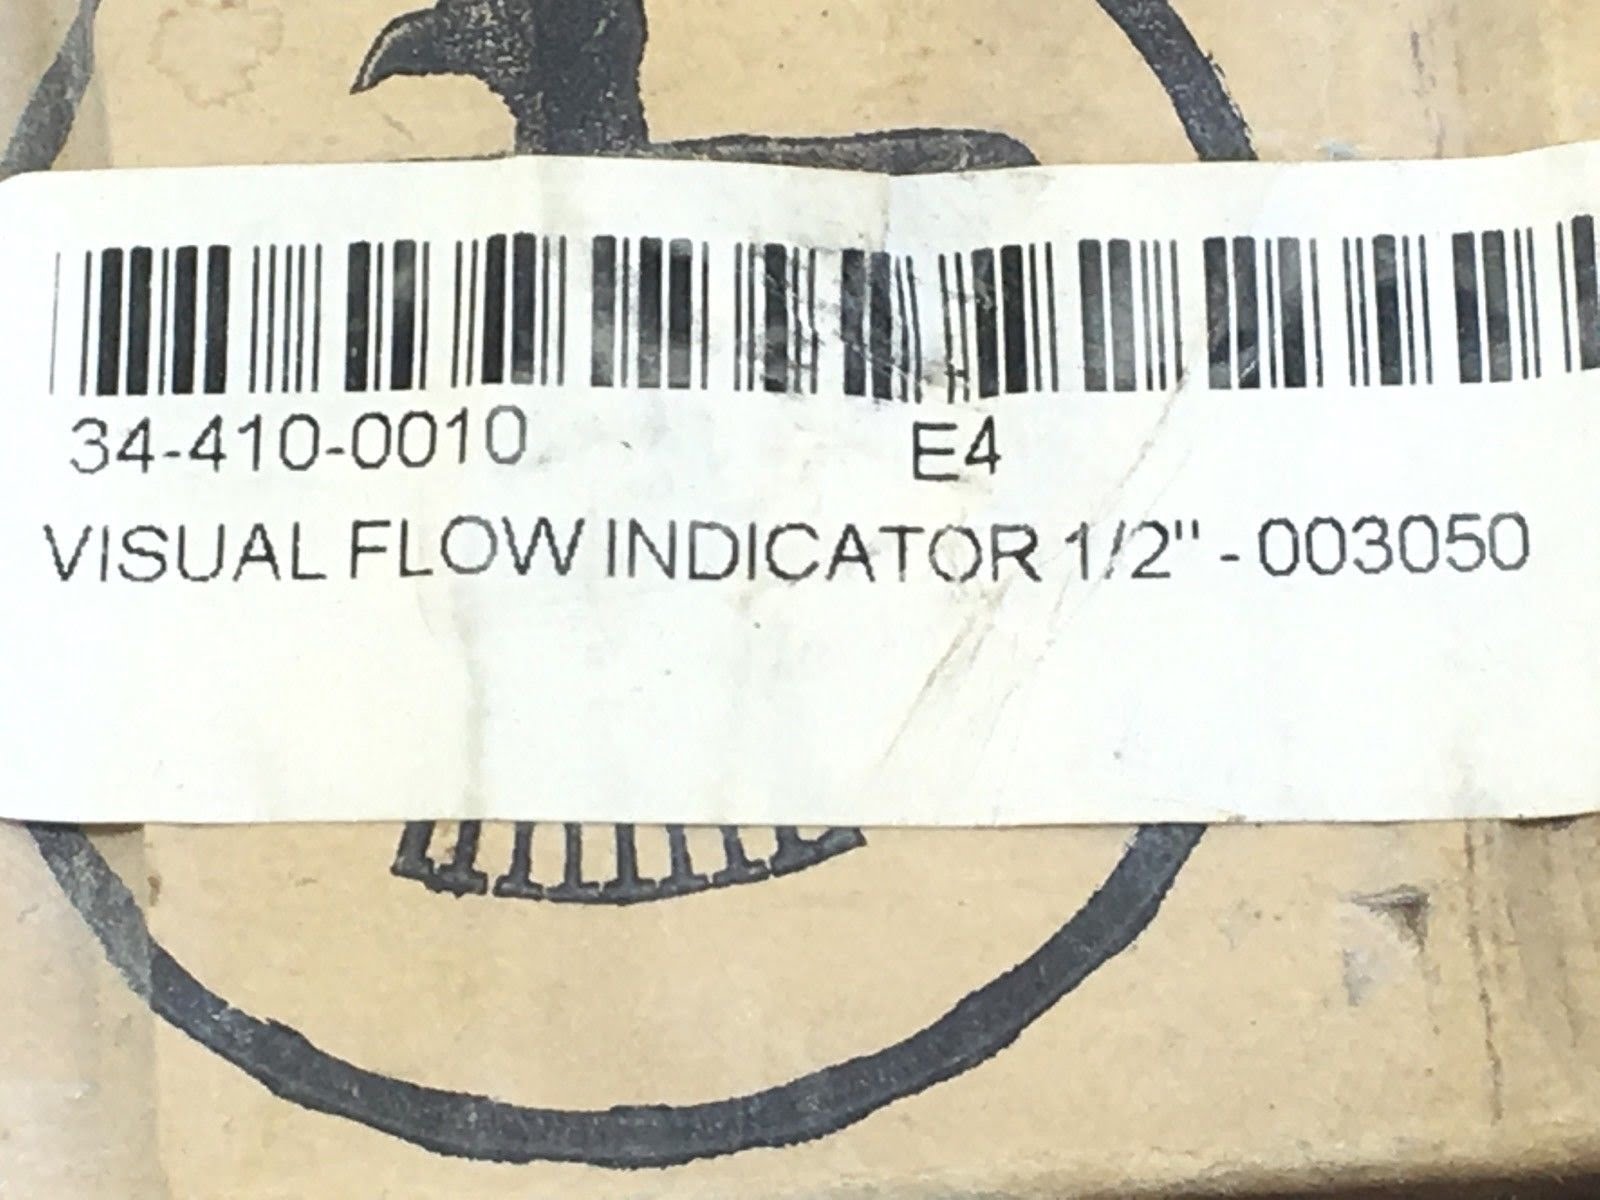 34-410-0010 E4
VISUAL FLOW INDICATOR 1/2" - 003050